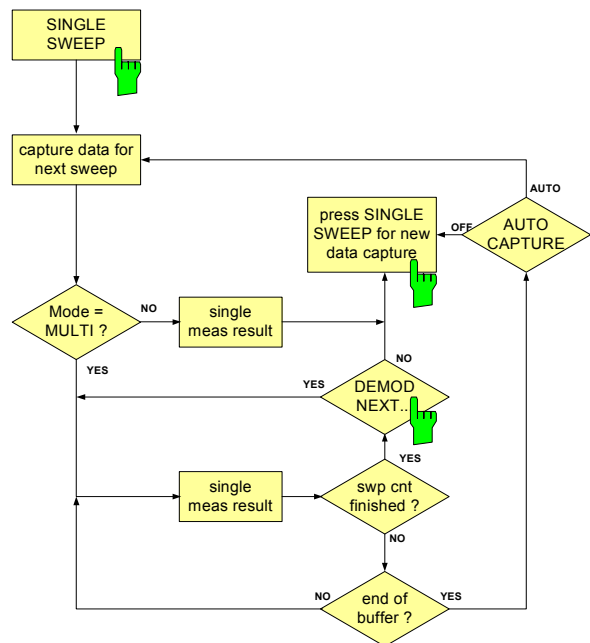 SINGLE
SWEEP
capture data for
next sweep
AUTO
press SINGLE
SWEEP for new
data capture
OFF
AUTO
CAPTURE
Mode =
MULTI ?
NO
single
meas result
YES
NO
YES
DEMOD
NEXT..
YES
single
meas result
swp cnt
finished ?
NO
NO
end of
buffer ?
YES